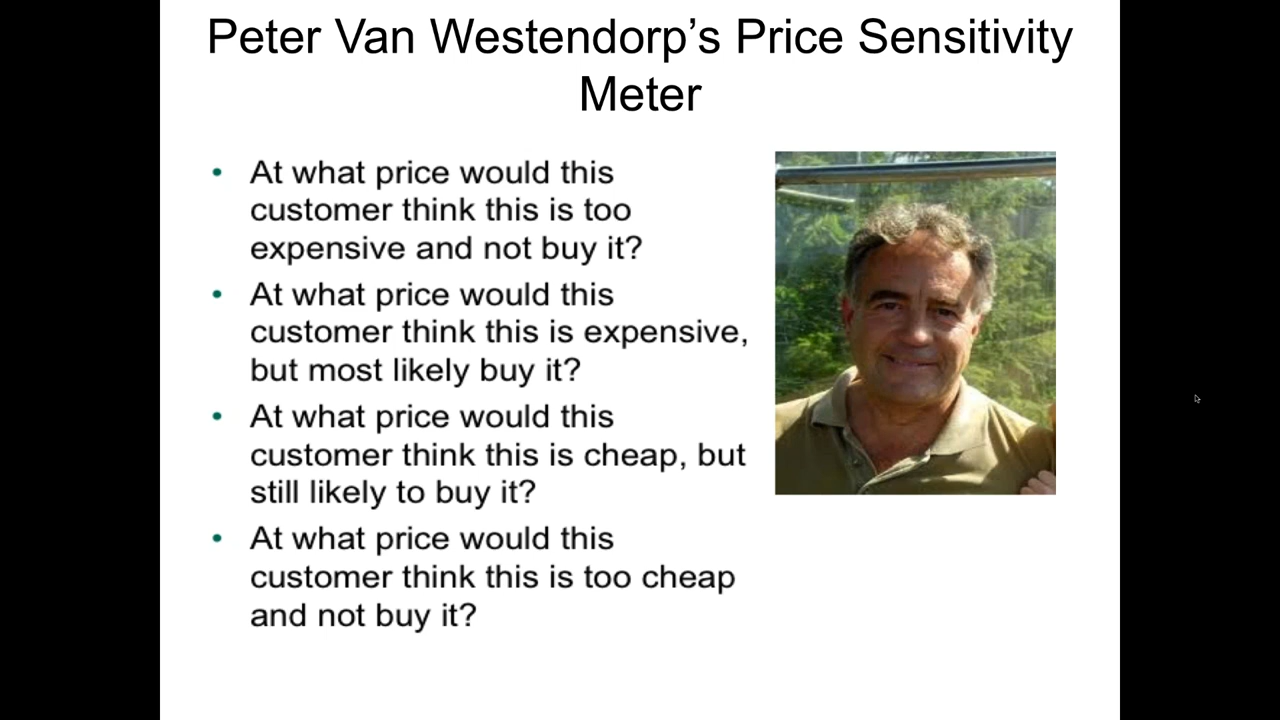 Peter Van Westendorp’s Price Sensitivity
Meter
• At what price would this
customer think this is too
expensive and not buy it?
• At what price would this
customer think this is expensive,
but most likely buy it?
• At what price would this
customer think this is cheap, but
still likely to buy it?
• At what price would this
customer think this is too cheap
and not buy it?